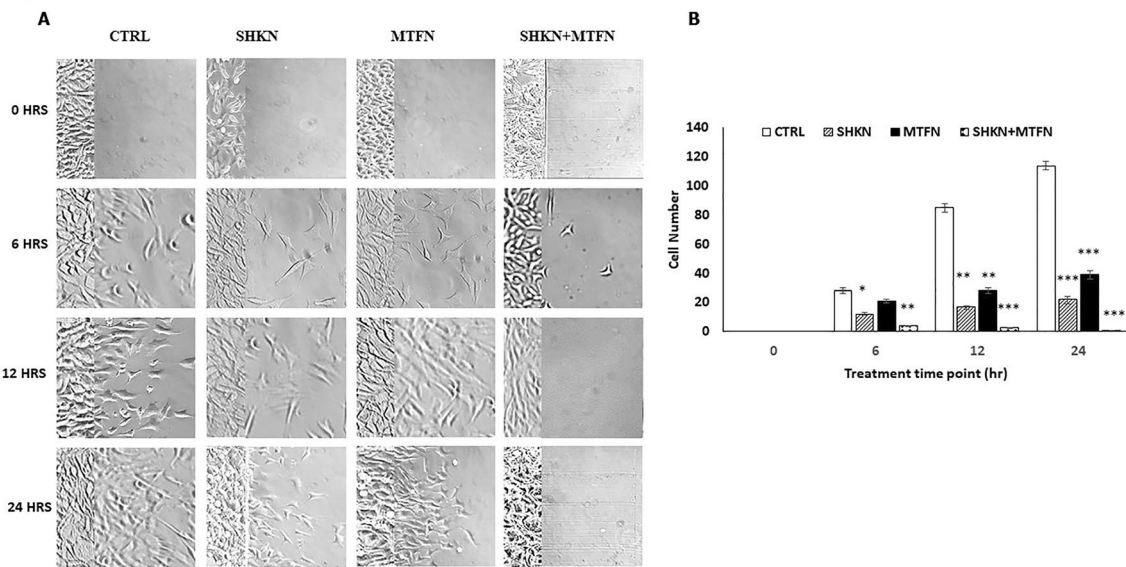 A
CTRL SHKN MTFN SHKN+MTFN
0 HRS
6 HRS
12 HRS
24 HRS
B
CTRL SHKN MTFN SHKN+MTFN
140
120
100
80
60
40
20
0
Cell Number
* **
** ** ***
*** *** ***
0 6 12 24
Treatment time point (hr)